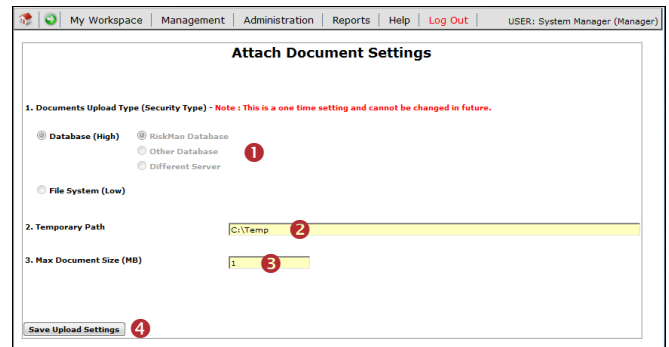 My Workspace | Management | Administration | Reports | Help | Log Out | USER: System Manager (Manager)
Attach Document Settings
1. Documents Upload Type (Security Type) - Note : This is a one time setting and cannot be changed in future.
Database (High) RiskMan Database
Other Database 1
Different Server
File System (Low)
2. Temporary Path C:\Temp 2
3. Max Document Size (MB) 1 3
Save Upload Settings 4